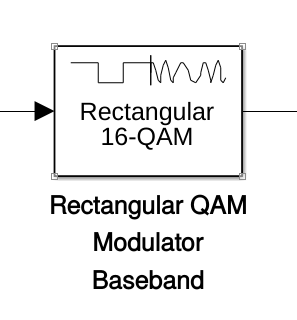 Rectangular
16-QAM
Rectangular QAM
Modulator
Baseband